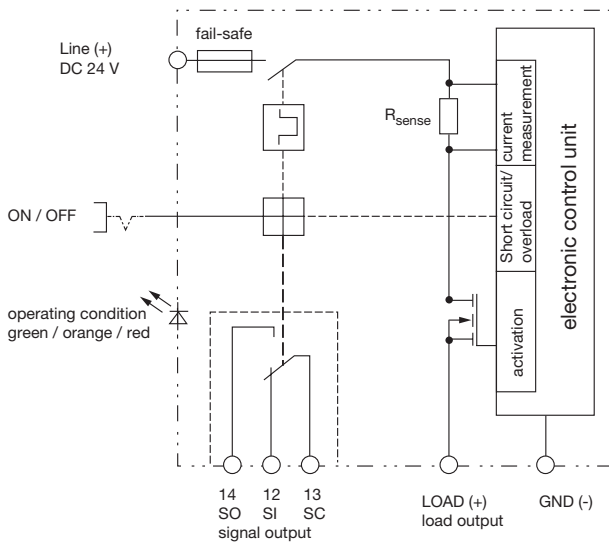 fail-safe
Line (+)
DC 24 V
R sense
current
measurement
Short circuit/
overload
activation
electronic control unit
ON / OFF
operating condition
green / orange / red
14 12 13
SO SI SC
signal output
LOAD (+)
load output
GND (-)